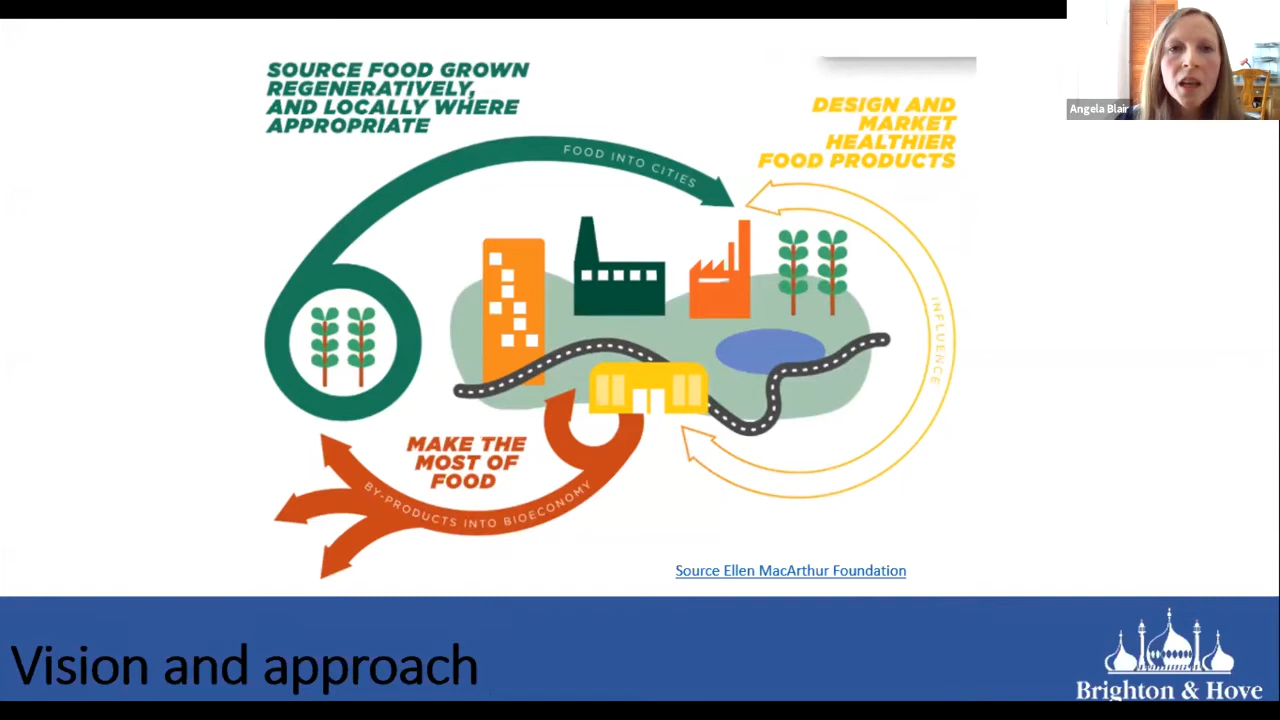 SOURCE FOOD GROWN
REGENERATIVELY,
AND LOCALLY WHERE
APPROPRIATE
DESIGN AND
MARKET
HEALTHIER
FOOD PRODUCTS
Angela Blair
FOOD INTO CITIES
INFLUENCE
MAKE THE
MOST OF
FOOD
BY-PRODUCTS INTO BIOECONOMY
Source Ellen MacArthur Foundation
Vision and approach
Brighton & Hove